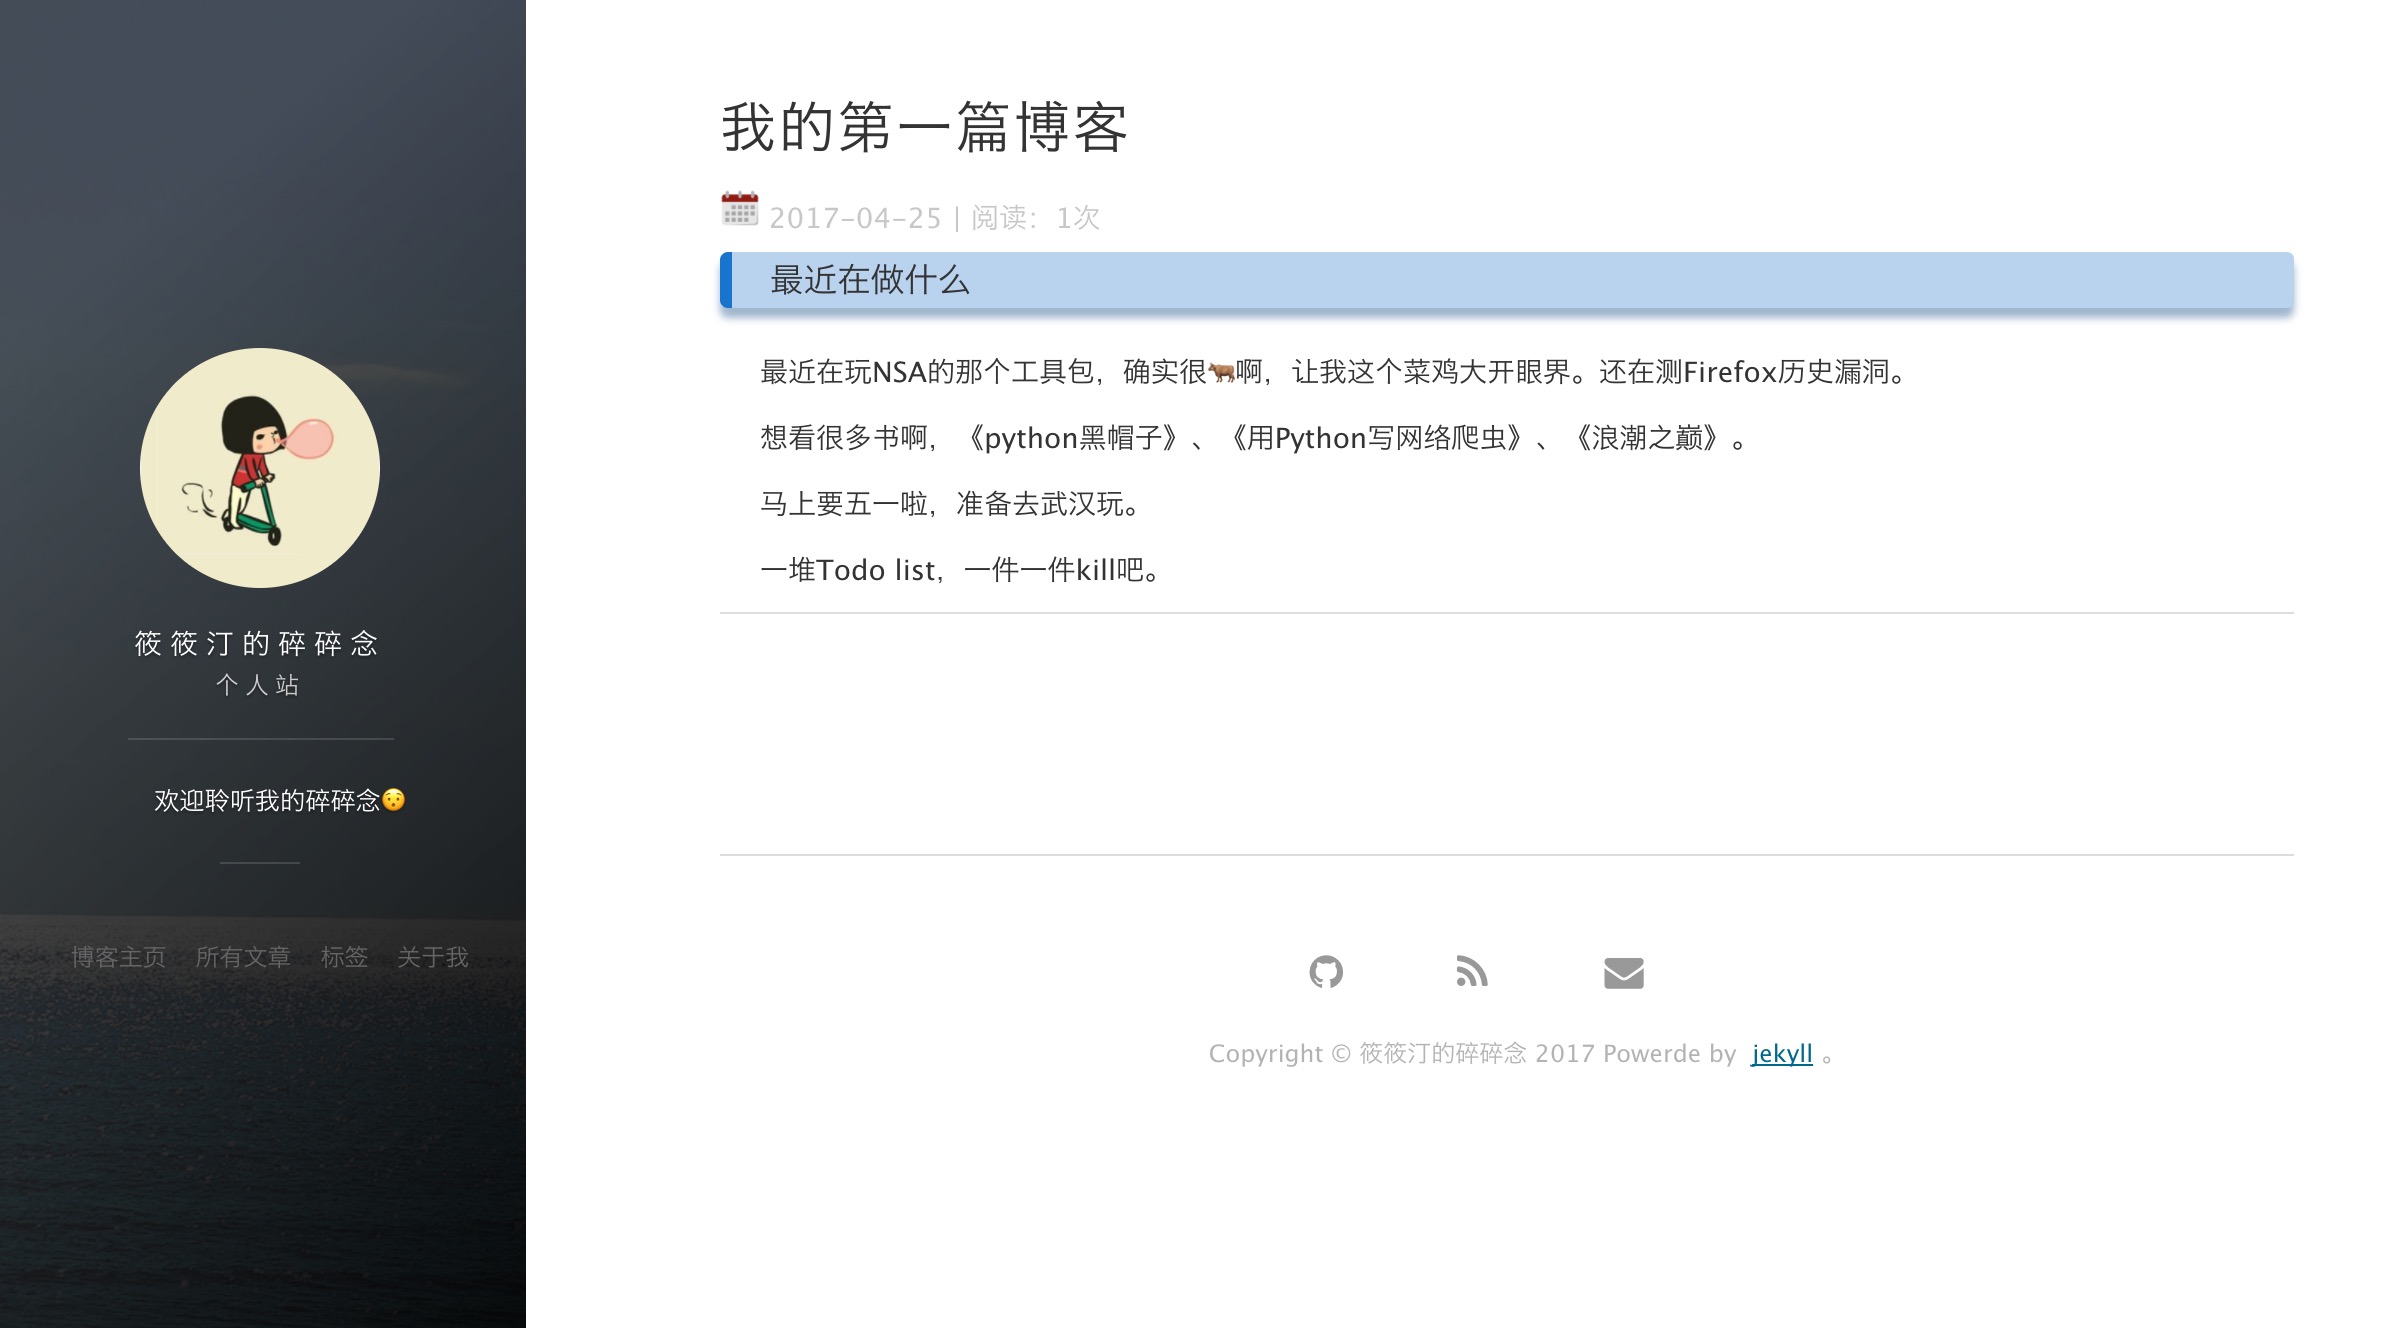 筱筱汀的碎碎念
个人站
欢迎聆听我的碎碎念😯
博客主页 所有文章 标签 关于我
我的第一篇博客
2017-04-25 | 阅读：1次
最近在做什么
最近在玩NSA的那个工具包，确实很🐂啊，让我这个菜鸡大开眼界。还在测Firefox历史漏洞。
想看很多书啊，《python黑帽子》、《用Python写网络爬虫》、《浪潮之巅》。
马上要五一啦，准备去武汉玩。
一堆Todo list，一件一件kill吧。
Copyright © 筱筱汀的碎碎念 2017 Powerde by jekyll 。